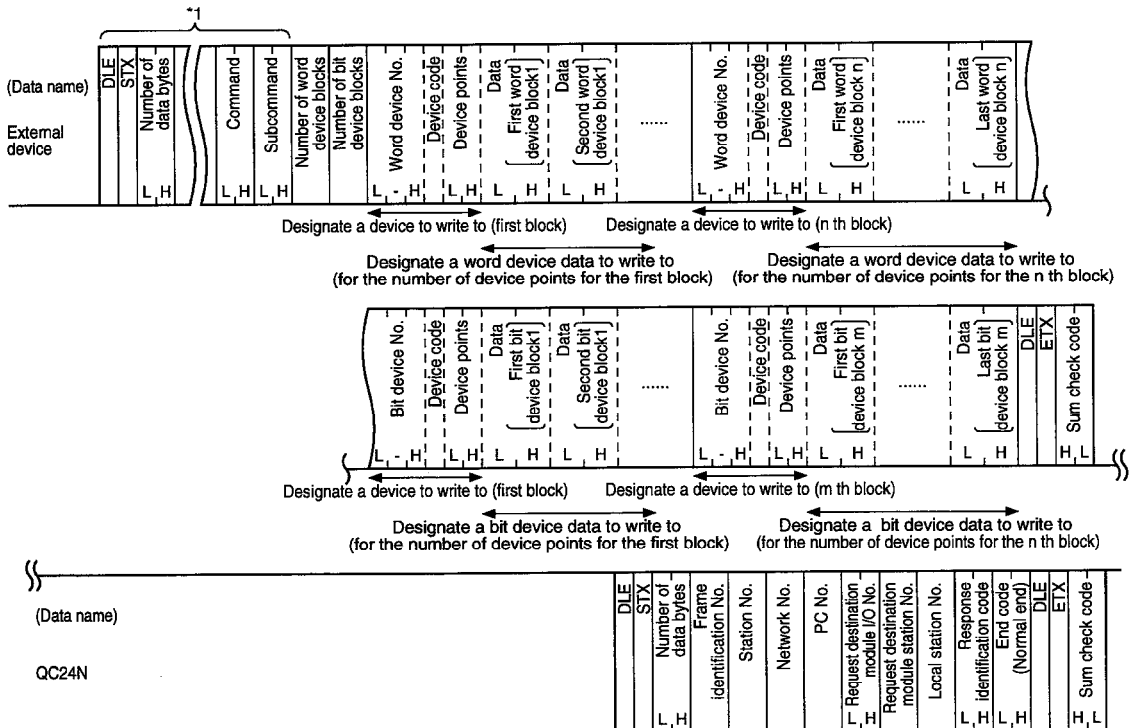 *1
(Data name)
External device
DLE
STX
Number of data bytes
L H
Command
L H
Subcommand
L H
Number of word device blocks
Number of bit device blocks
Word device No.
L - H
Device code
Device points
L H
Data (First word device block1)
L H
Data (Second word device block1)
L H
......
Word device No.
L - H
Device code
Device points
L H
Data (First word device block n)
L H
......
Data (Last word device block n)
L H
Designate a device to write to (first block)
Designate a device to write to (n th block)
Designate a word device data to write to
(for the number of device points for the first block)
Designate a word device data to write to
(for the number of device points for the n th block)
Bit device No.
L - H
Device code
Device points
L H
Data (First bit device block1)
L H
Data (Second bit device block1)
L H
......
Bit device No.
L - H
Device code
Device points
L H
Data (First bit device block m)
L H
......
Data (Last bit device block m)
L H
DLE
ETX
Sum check code
H L
Designate a device to write to (first block)
Designate a device to write to (m th block)
Designate a bit device data to write to
(for the number of device points for the first block)
Designate a bit device data to write to
(for the number of device points for the n th block)
(Data name)
QC24N
DLE
STX
Number of data bytes
L H
Frame identification No.
Station No.
Network No.
PC No.
Request destination module I/O No.
L H
Request destination module station No.
Local station No.
Response identification code
L H
End code (Normal end)
L H
DLE
ETX
Sum check code
H L